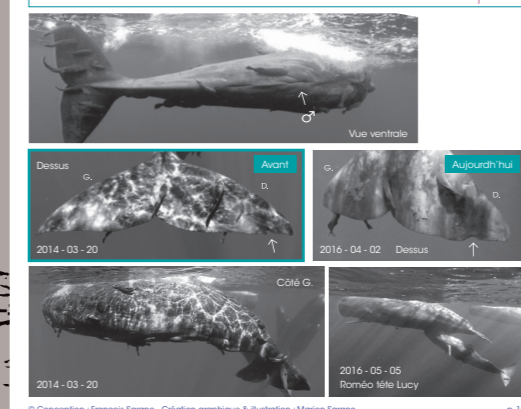 ♂
Vue ventrale
Dessus
Avant
G.
D.
2014 - 03 - 20
Aujourdh'hui
G.
D.
2016 - 04 - 02 Dessus
Côté G.
2014 - 03 - 20
2016 - 05 - 05
Roméo tète Lucy
© Conception : François Sarano - Création graphique & illustration : Marion Sarano